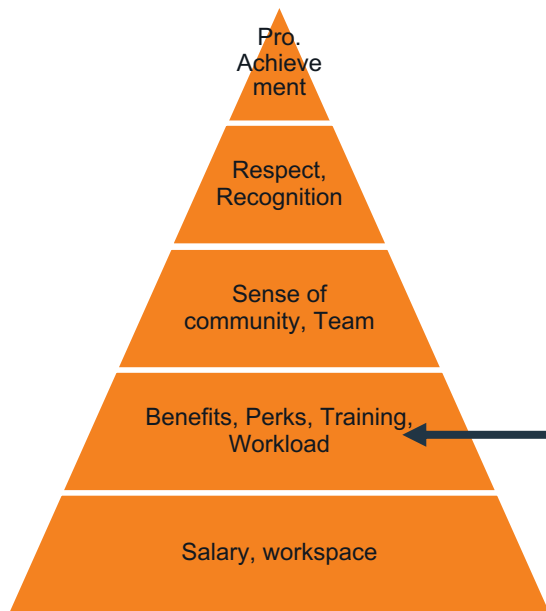 Pro.
Achieve
ment
Respect,
Recognition
Sense of
community, Team
Benefits, Perks, Training,
Workload
Salary, workspace